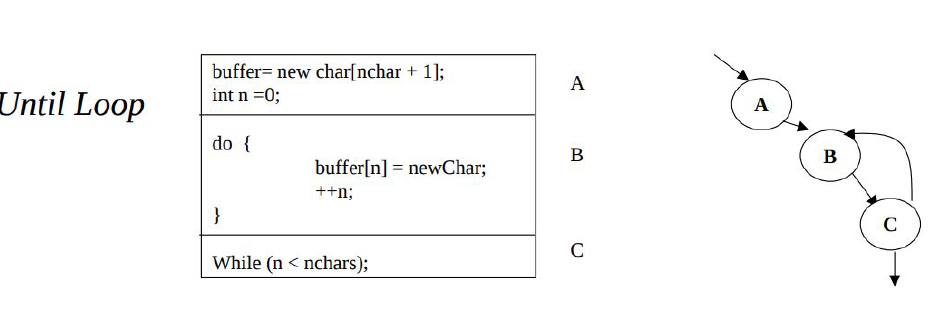 Until Loop
buffer= new char[nchar + 1];
int n =0;
A
do {
buffer[n] = newChar;
++n;
}
B
While (n < nchars);
C
A
B
C